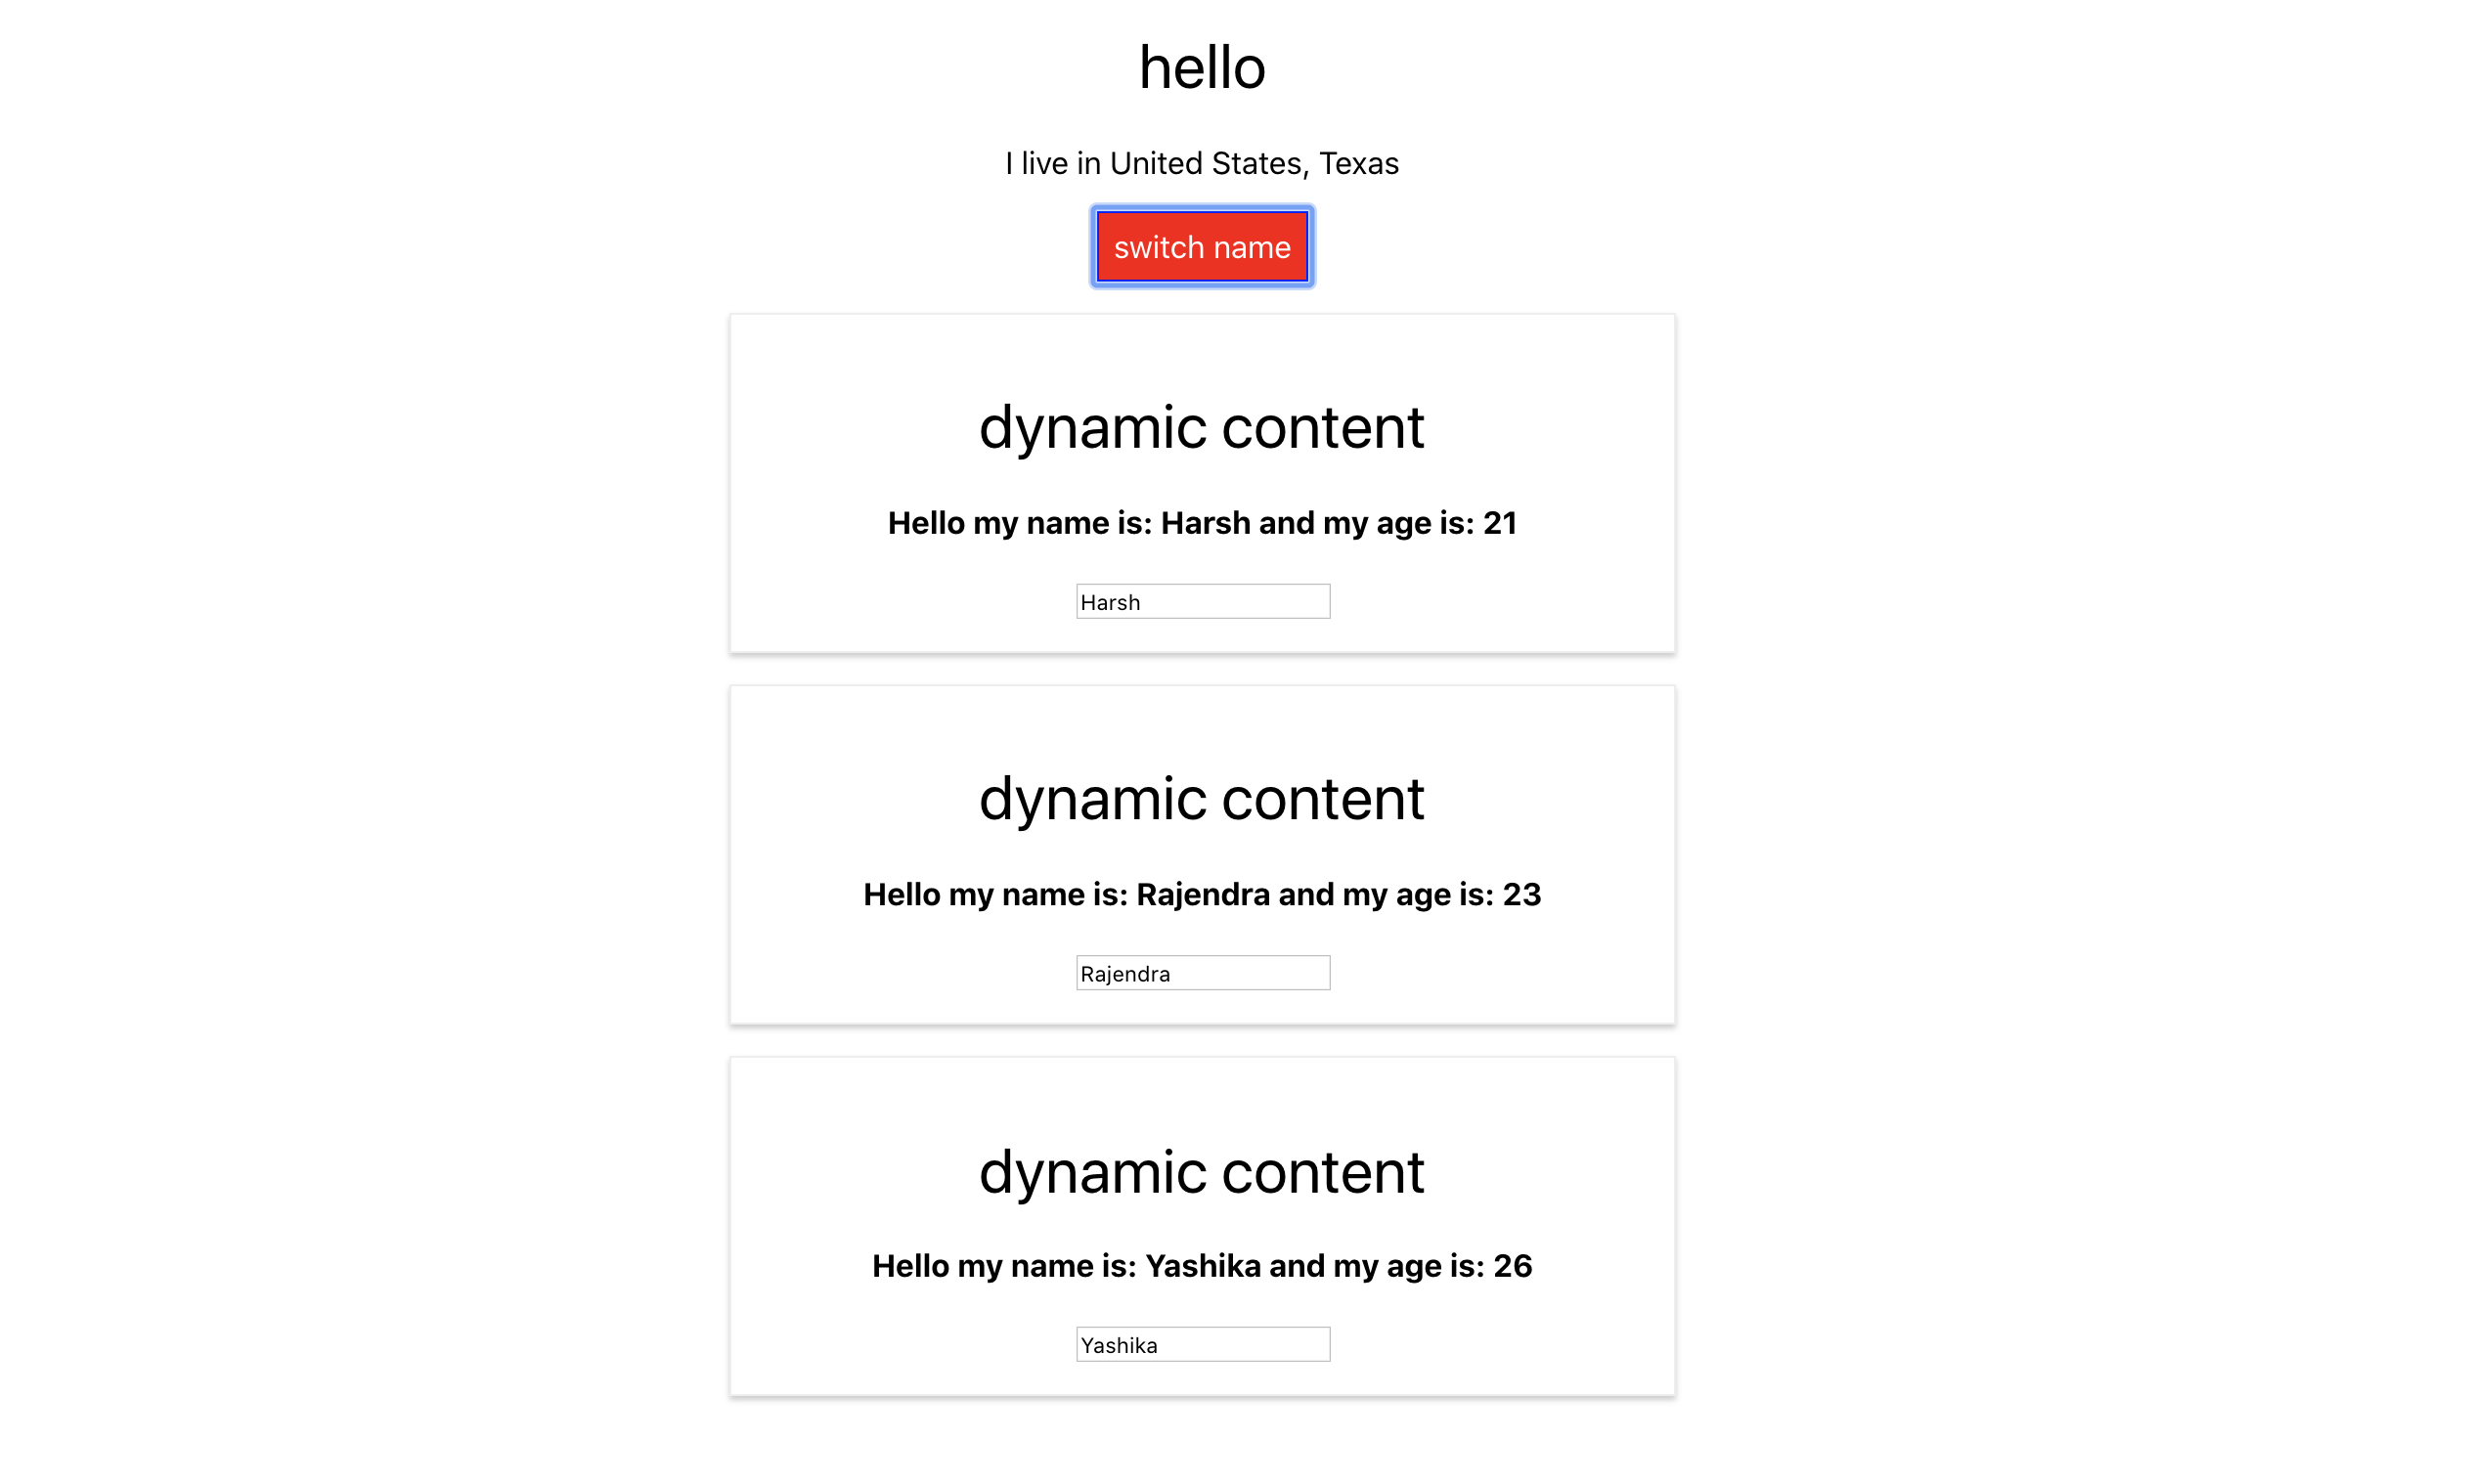 hello
I live in United States, Texas
switch name
dynamic content
Hello my name is: Harsh and my age is: 21
Harsh
dynamic content
Hello my name is: Rajendra and my age is: 23
Rajendra
dynamic content
Hello my name is: Yashika and my age is: 26
Yashika